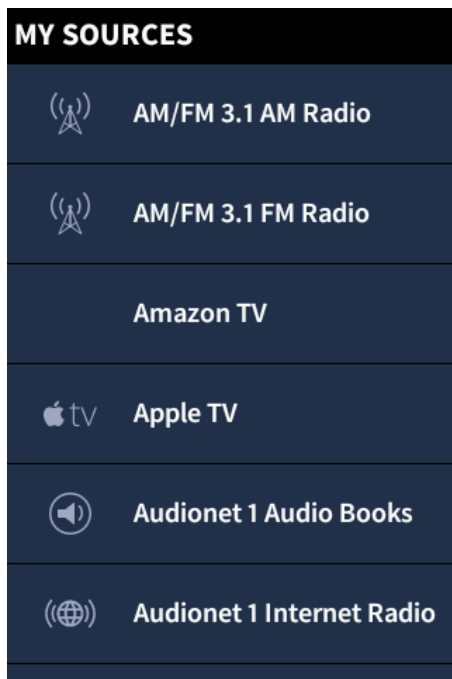 MY SOURCES
AM/FM 3.1 AM Radio
AM/FM 3.1 FM Radio
Amazon TV
tv Apple TV
Audionet 1 Audio Books
Audionet 1 Internet Radio